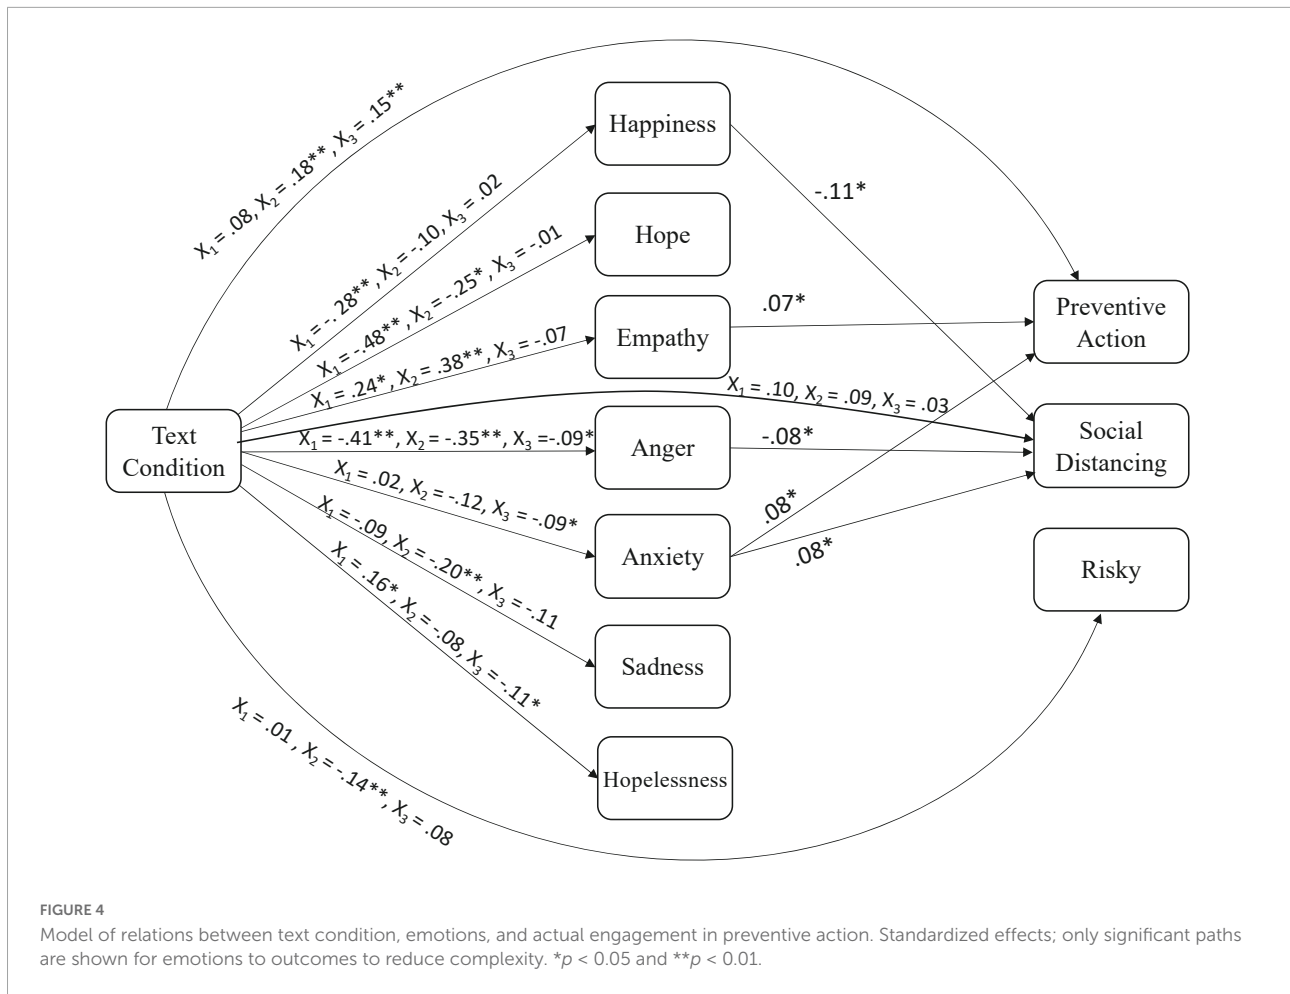 X₁ = .08, X₂ = .18**, X₃ = .15**
Happiness
X₁ = -.28**, X₂ = -.10, X₃ = .02
-.11*
Hope
X₁ = -.48**, X₂ = -.25*, X₃ = -.01
Empathy
X₁ = .24*, X₂ = .38**, X₃ = -.07
.07*
Preventive
Action
X₁ = .10, X₂ = .09, X₃ = .03
Text
Condition
X₁ = -.41**, X₂ = -.35**, X₃ =-.09*
Anger
-.08*
Social
Distancing
X₁ = .02, X₂ = -.12, X₃ = -.09*
Anxiety
.08*
.08*
Risky
X₁ = -.09, X₂ = -.20**, X₃ = -.11
Sadness
X₁ = .16*, X₂ = -.08, X₃ = -.11*
Hopelessness
X₁ = .01, X₂ = -.14**, X₃ = .08
FIGURE 4
Model of relations between text condition, emotions, and actual engagement in preventive action. Standardized effects; only significant paths
are shown for emotions to outcomes to reduce complexity. *p < 0.05 and **p < 0.01.